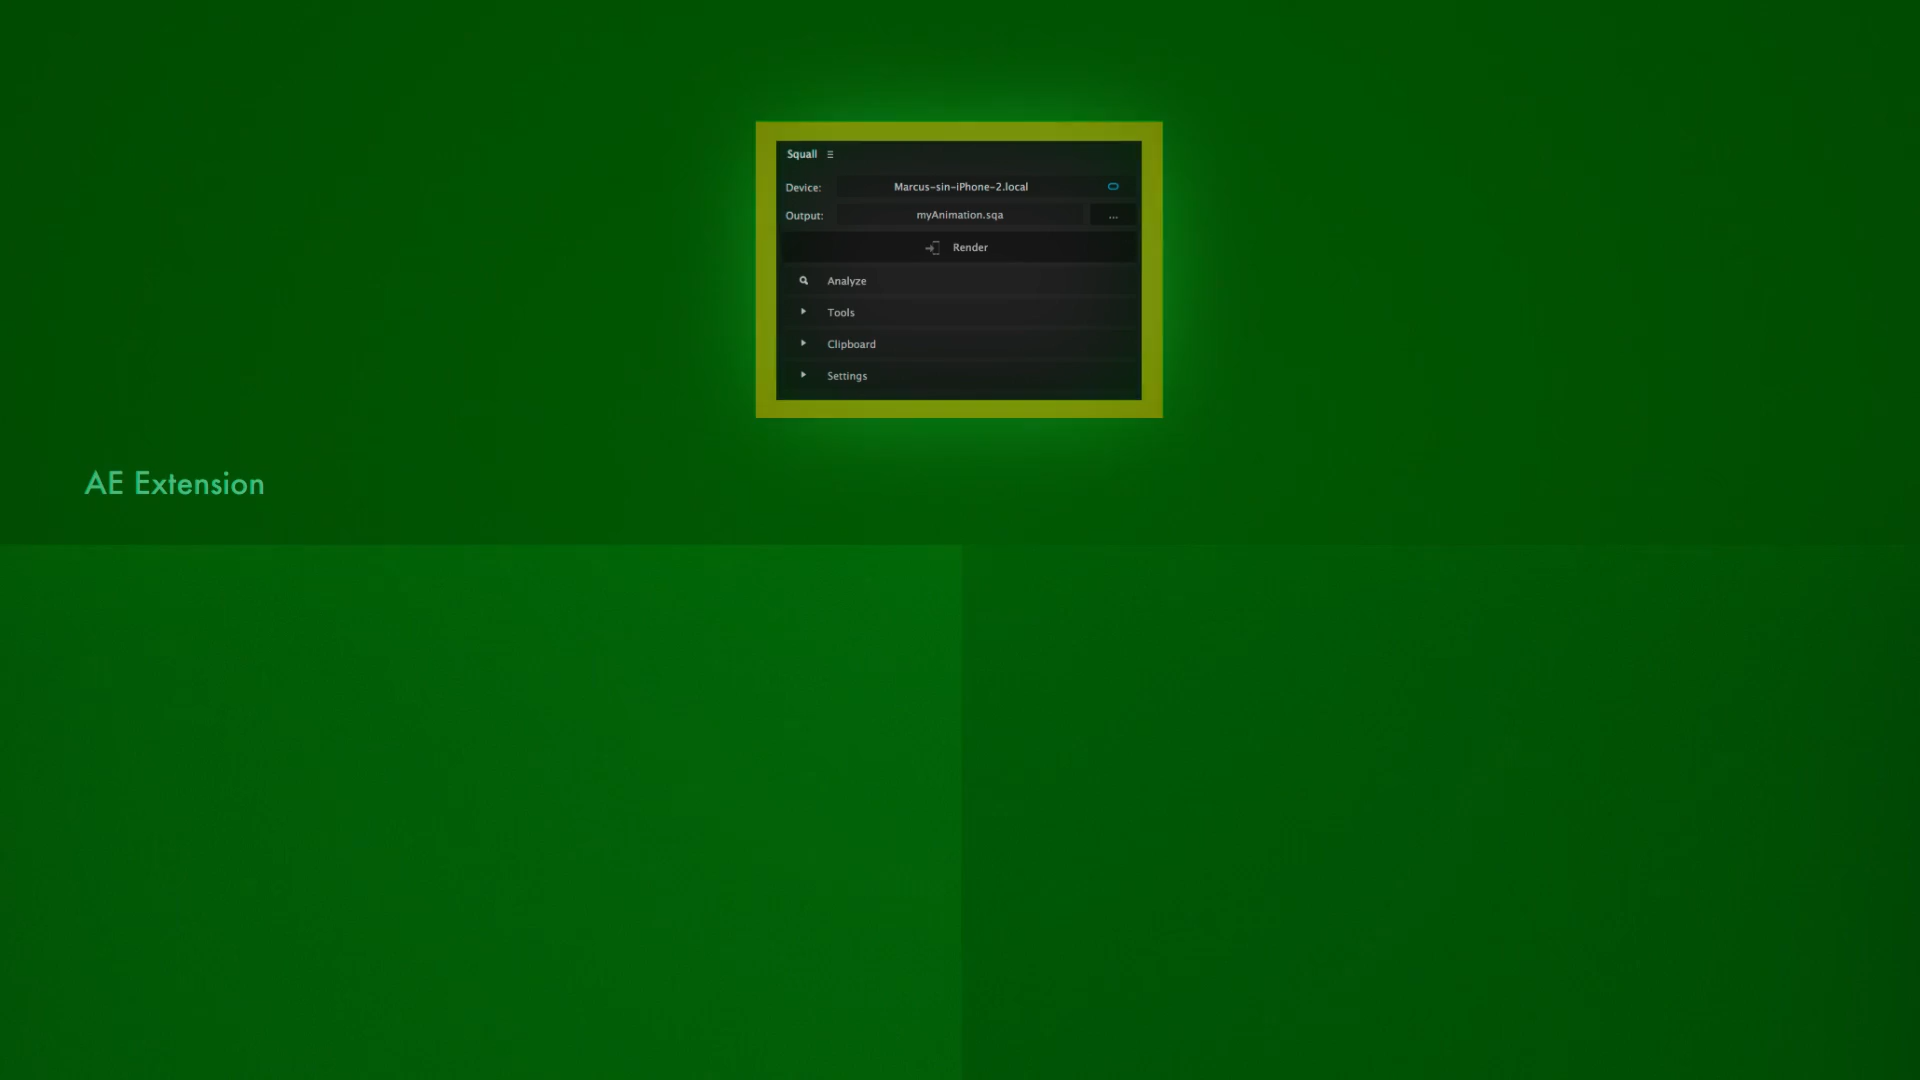 Squall
Device: Marcus-sin-iPhone-2.local
Output: myAnimation.sqa ...
Render
Analyze
Tools
Clipboard
Settings
AE Extension